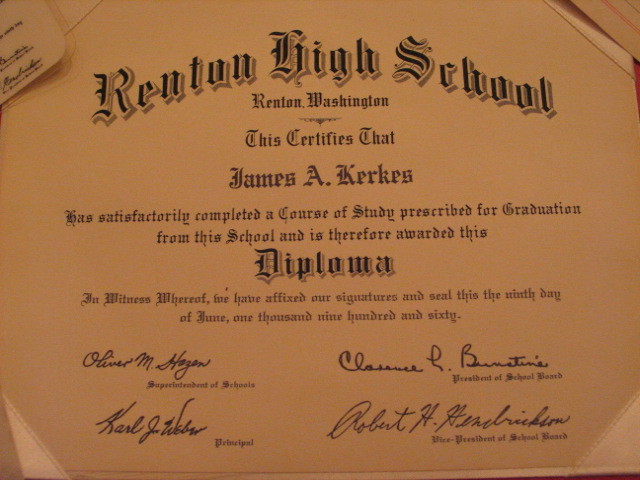 Renton High School
Renton, Washington
This Certifies That
James A. Kerkes
Has satisfactorily completed a Course of Study prescribed for Graduation
from this School and is therefore awarded this
Diploma
In Witness Whereof, we have affixed our signatures and seal this the ninth day
of June, one thousand nine hundred and sixty.
Oliver M. Hazen
Superintendent of Schools
Clarence L. Bunstine
President of School Board
Karl J. Weber
Principal
Robert H. Hendrickson
Vice-President of School Board